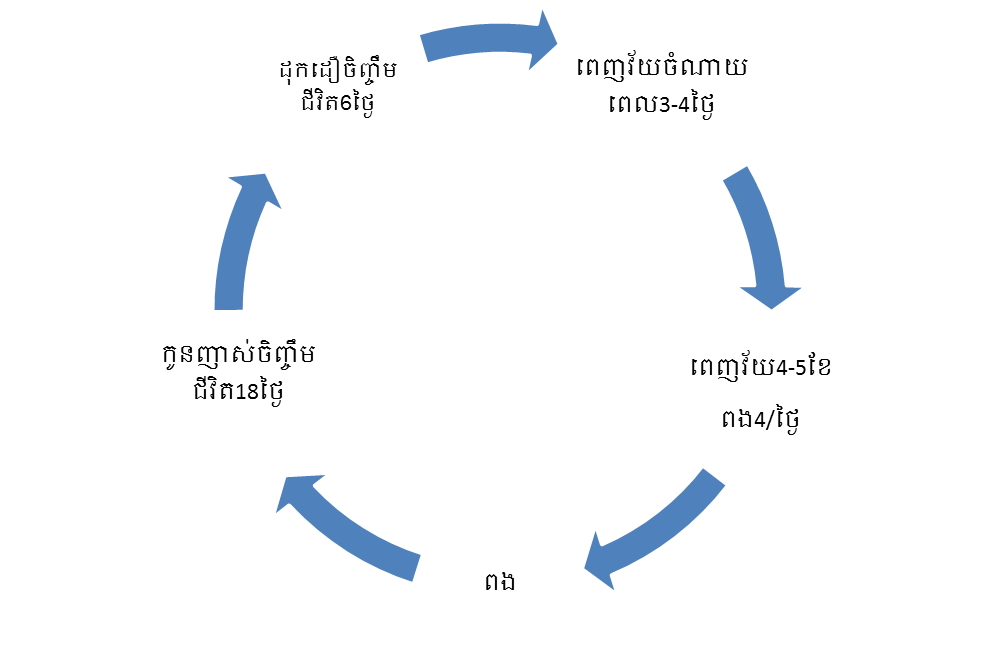 ដុកដឿចិញ្ចឹម
ជីវិត6ថ្ងៃ
ពេញវ័យចំណាយ
ពេល3-4ថ្ងៃ
ពេញវ័យ4-5ខែ
ពង4/ថ្ងៃ
ពង
កូនញាស់ចិញ្ចឹម
ជីវិត18ថ្ងៃ